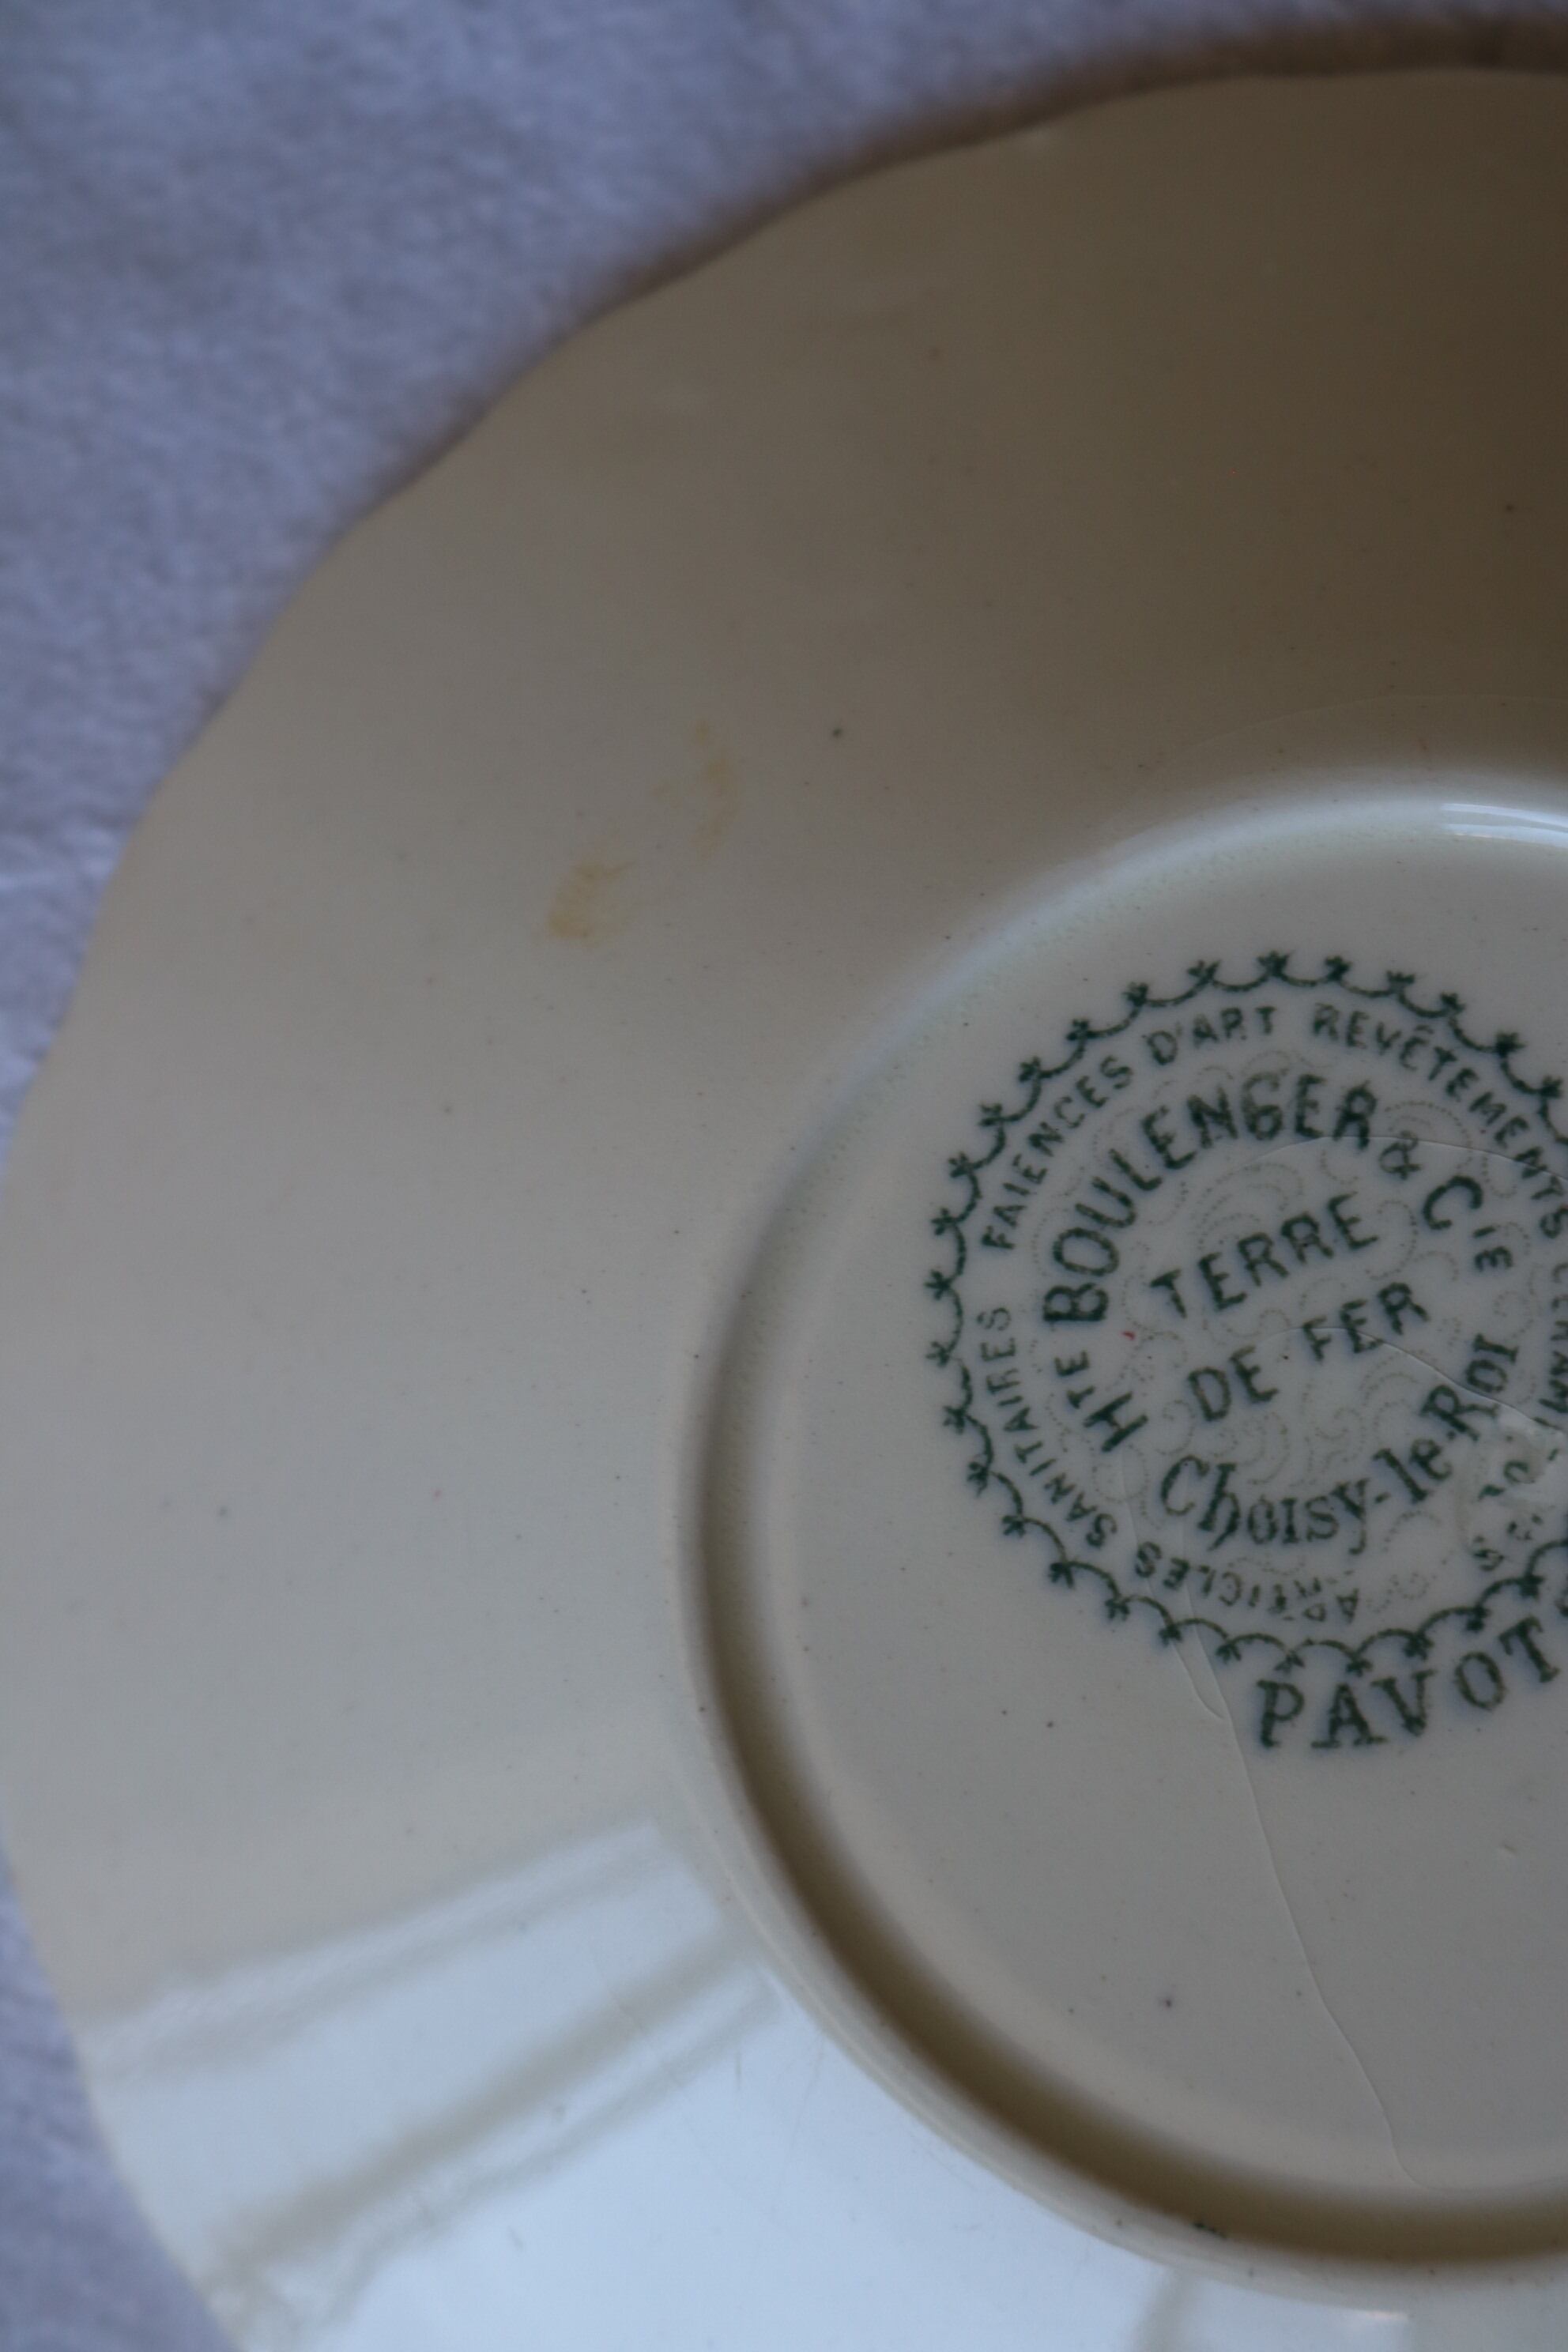 FAIENCES D'ART REVÊTEMENTS
ARTICLES SANITAIRES
HTE BOULENGER & CIE
TERRE
DE FER
Choisy-le-Roi
PAVOT